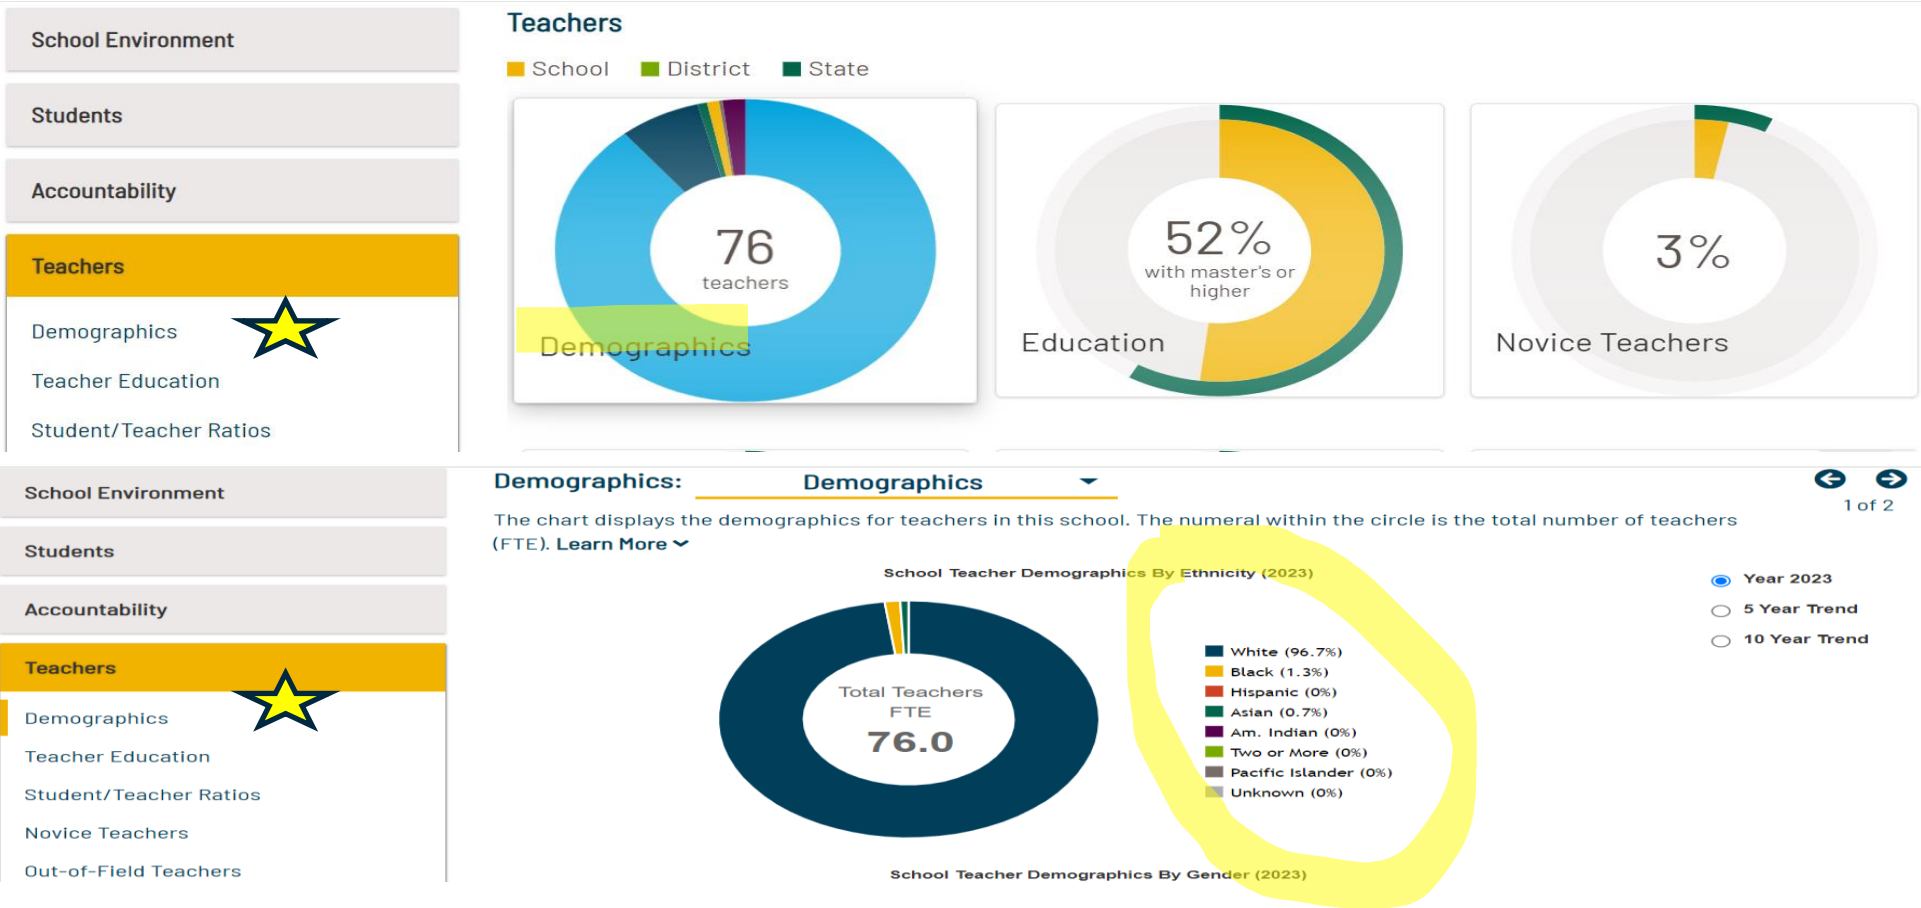 School Environment
Students
Accountability
Teachers
Demographics
Teacher Education
Student/Teacher Ratios
Teachers
School District State
76
teachers
Demographics
52%
with master's or
higher
Education
3%
Novice Teachers
School Environment
Students
Accountability
Teachers
Demographics
Teacher Education
Student/Teacher Ratios
Novice Teachers
Out-of-Field Teachers
Demographics: Demographics
1 of 2
The chart displays the demographics for teachers in this school. The numeral within the circle is the total number of teachers
(FTE). Learn More
School Teacher Demographics By Ethnicity (2023)
Total Teachers
FTE
76.0
White (96.7%)
Black (1.3%)
Hispanic (0%)
Asian (0.7%)
Am. Indian (0%)
Two or More (0%)
Pacific Islander (0%)
Unknown (0%)
Year 2023
5 Year Trend
10 Year Trend
School Teacher Demographics By Gender (2023)